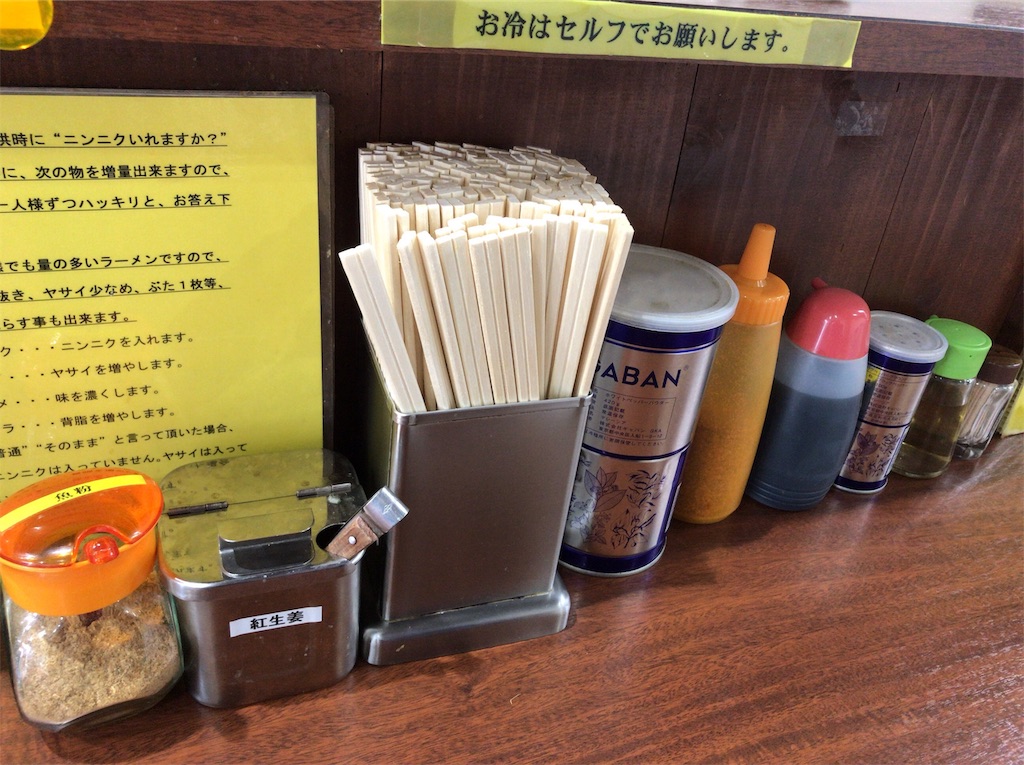 お冷はセルフでお願いします。
供時に“ニンニクいれますか？”
に、次の物を増量出来ますので、
一人様ずつハッキリと、お答え下
でも量の多いラーメンですので、
抜き、ヤサイ少なめ、ぶた１枚等、
らす事も出来ます。
ク・・・ニンニクを入れます。
・・・ヤサイを増やします。
メ・・・味を濃くします。
ラ・・・背脂を増やします。
普通”“そのまま”と言って頂いた場合、
ニンニクは入っていません。ヤサイは入って
魚粉
紅生姜
GABAN